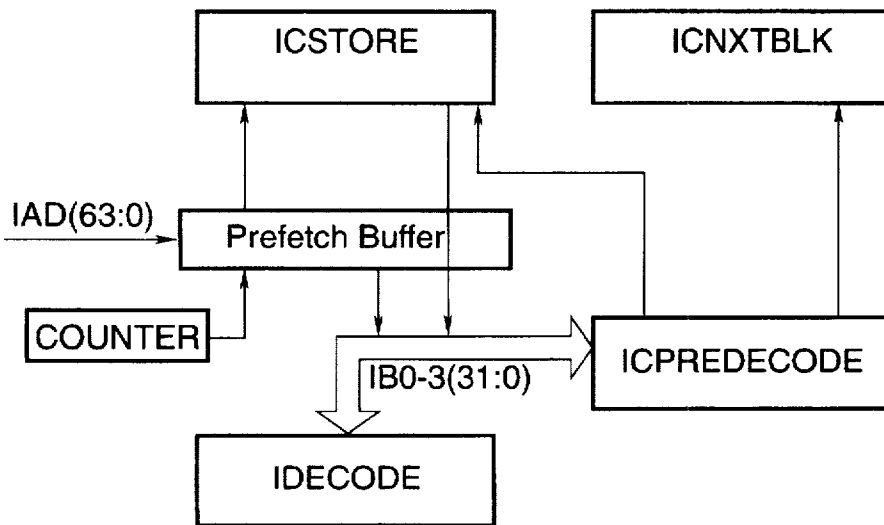 ICSTORE
ICNXTBLK
IAD(63:0)
Prefetch Buffer
COUNTER
IB0-3(31:0)
ICPREDECODE
IDECODE